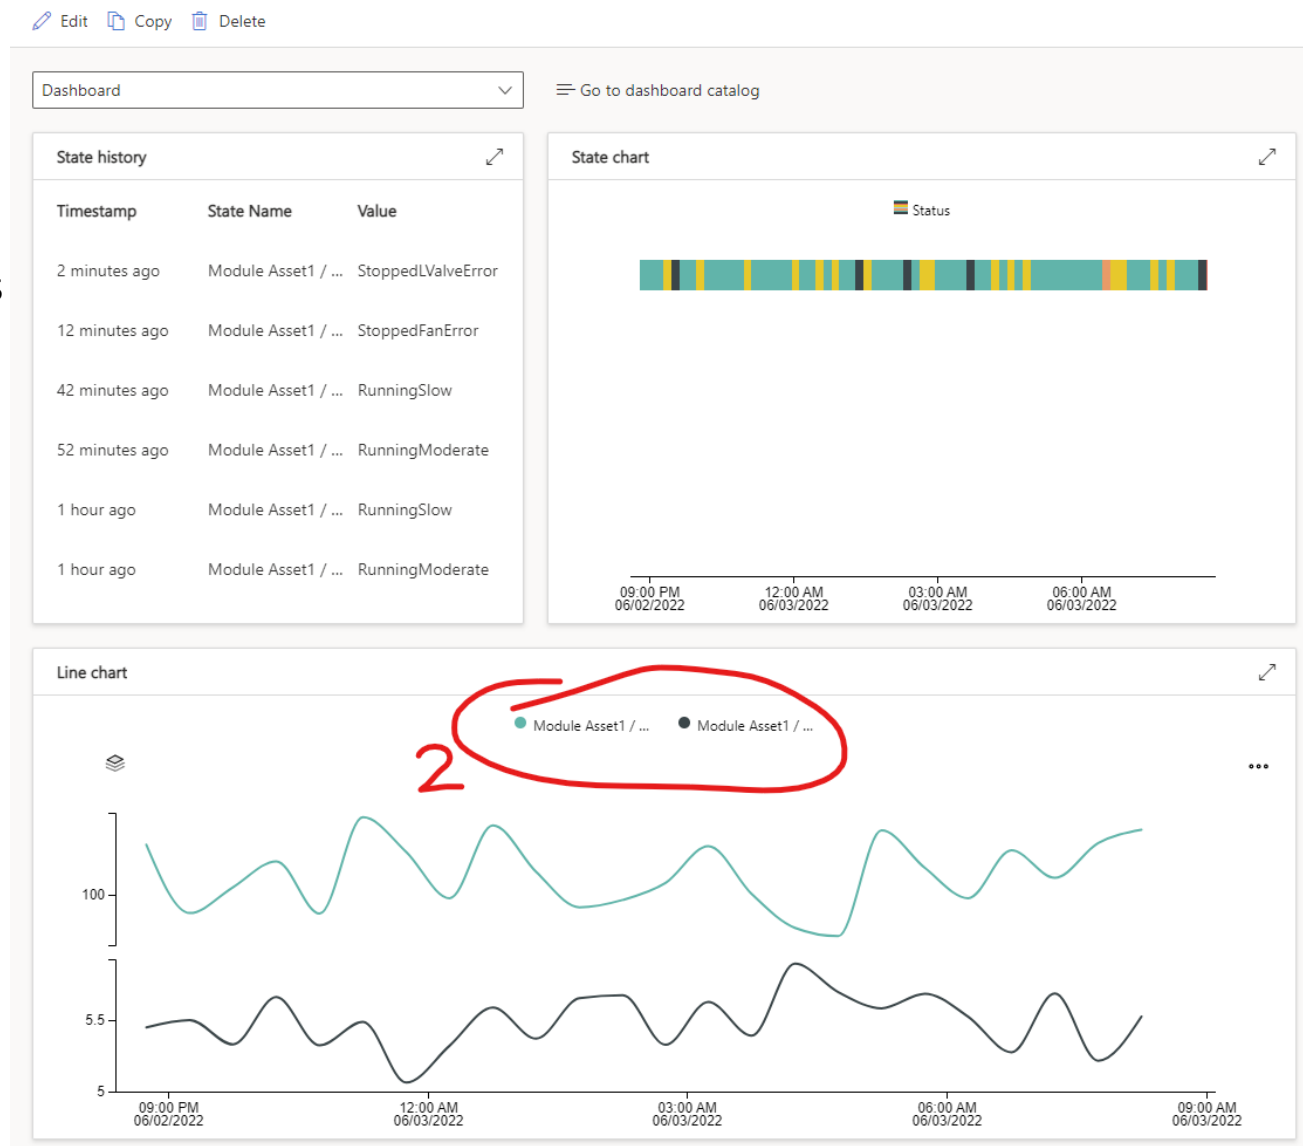 Edit Copy Delete
Dashboard
Go to dashboard catalog
State history
Timestamp State Name Value
2 minutes ago Module Asset1 / ... StoppedLValveError
12 minutes ago Module Asset1 / ... StoppedFanError
42 minutes ago Module Asset1 / ... RunningSlow
52 minutes ago Module Asset1 / ... RunningModerate
1 hour ago Module Asset1 / ... RunningSlow
1 hour ago Module Asset1 / ... RunningModerate
State chart
Status
09:00 PM 12:00 AM 03:00 AM 06:00 AM
06/02/2022 06/03/2022 06/03/2022 06/03/2022
Line chart
Module Asset1 / ... Module Asset1 / ...
2
100
5.5
5
09:00 PM 12:00 AM 03:00 AM 06:00 AM 09:00 AM
06/02/2022 06/03/2022 06/03/2022 06/03/2022 06/03/2022